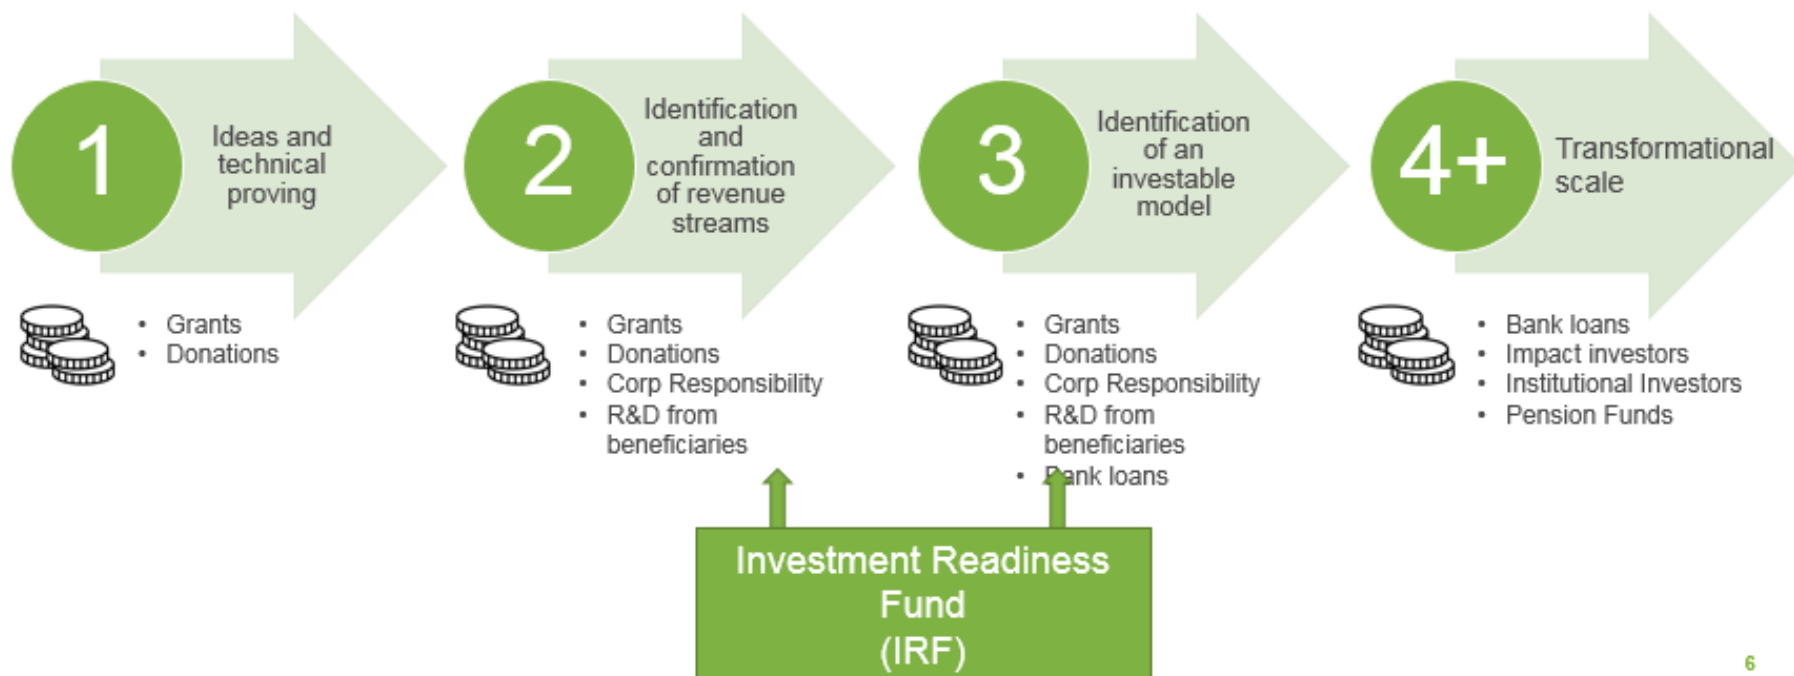 1
Ideas and
technical
proving
2
Identification
and
confirmation
of revenue
streams
3
Identification
of an
investable
model
4+
Transformational
scale
• Grants
• Donations
• Grants
• Donations
• Corp Responsibility
• R&D from
beneficiaries
• Grants
• Donations
• Corp Responsibility
• R&D from
beneficiaries
• Bank loans
• Bank loans
• Impact investors
• Institutional Investors
• Pension Funds
Investment Readiness
Fund
(IRF)
6